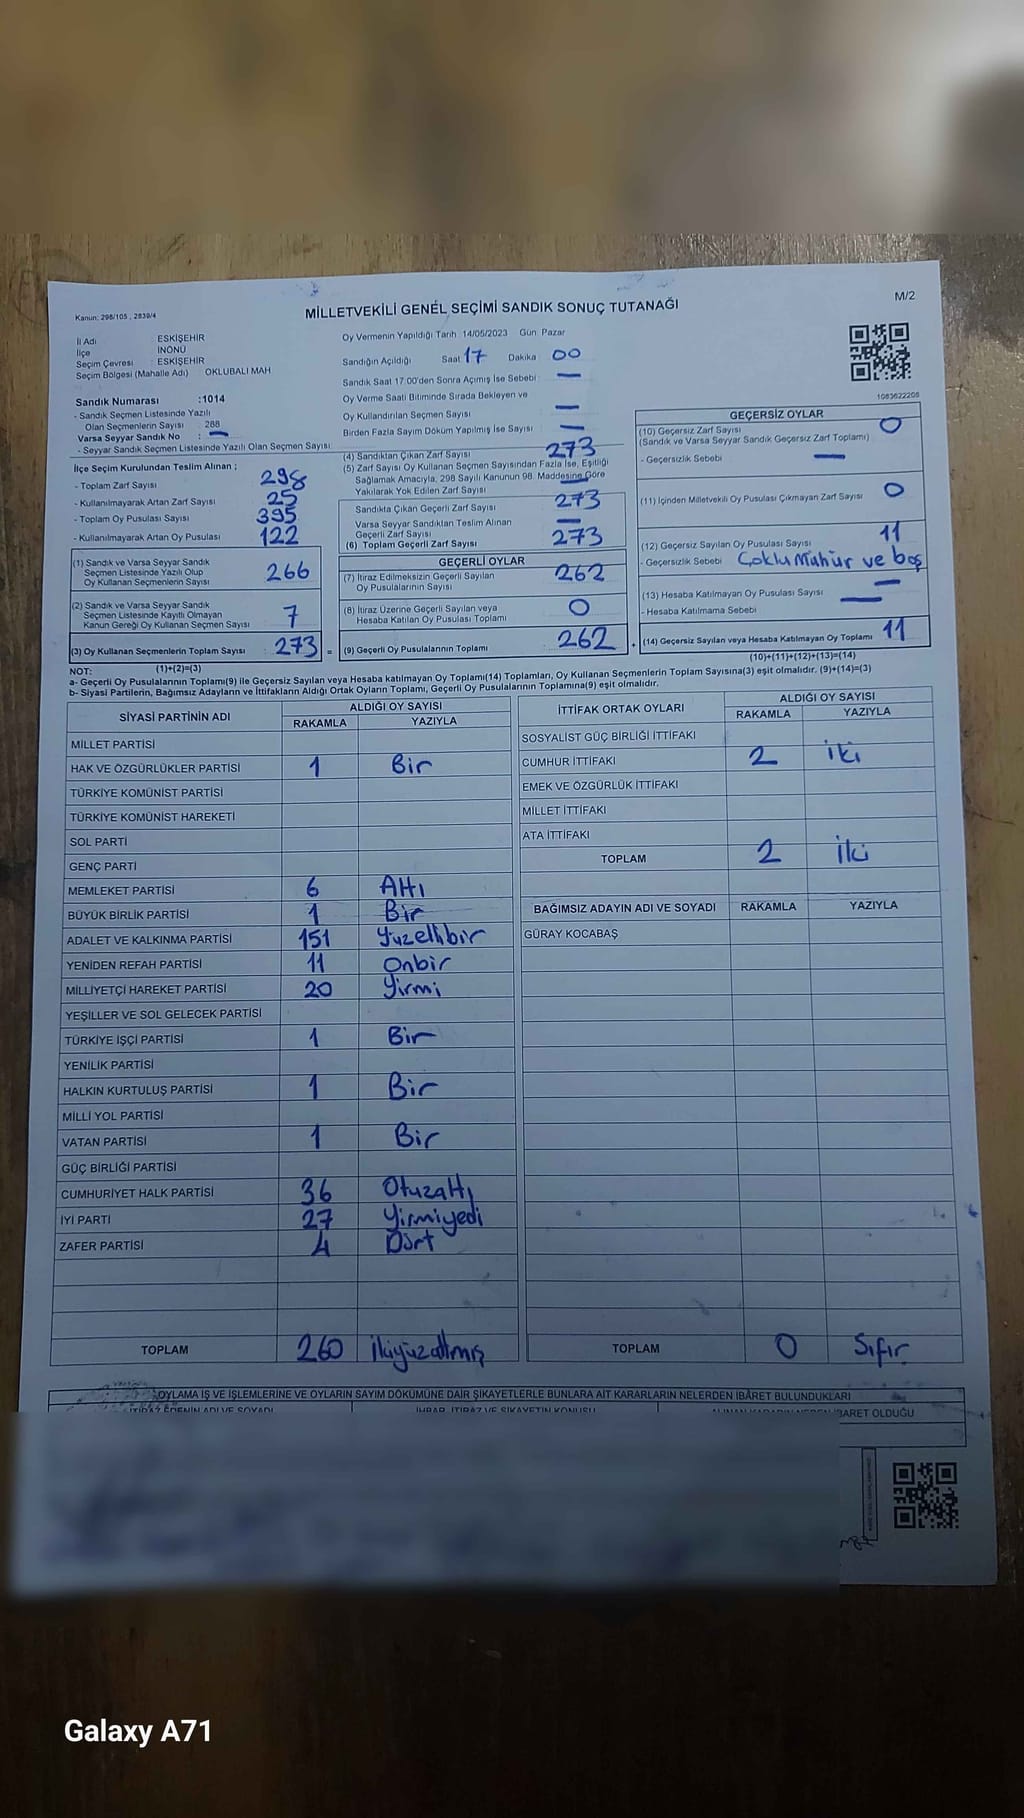 M/2
MİLLETVEKİLİ GENEL SEÇİMİ SANDIK SONUÇ TUTANAĞI
Kanun: 298/105 , 2839/4
İl Adı ESKİŞEHİR
İlçe İNÖNÜ
Seçim Çevresi : ESKİŞEHİR
Seçim Bölgesi (Mahalle Adı) OKLUBALI MAH
Sandık Numarası :1014
- Sandık Seçmen Listesinde Yazılı
Olan Seçmenlerin Sayısı : 288
Varsa Seyyar Sandık No : —
- Seyyar Sandık Seçmen Listesinde Yazılı Olan Seçmen Sayısı:
İlçe Seçim Kurulundan Teslim Alınan ;
- Toplam Zarf Sayısı 298
- Kullanılmayarak Artan Zarf Sayısı 25
- Toplam Oy Pusulası Sayısı 395
- Kullanılmayarak Artan Oy Pusulası 122
(1) Sandık ve Varsa Seyyar Sandık
Seçmen Listesinde Yazılı Olup
Oy Kullanan Seçmenlerin Sayısı 266
(2) Sandık ve Varsa Seyyar Sandık
Seçmen Listesinde Kayıtlı Olmayan
Kanun Gereği Oy Kullanan Seçmen Sayısı 7
(3) Oy Kullanan Seçmenlerin Toplam Sayısı 273 =
(1)+(2)=(3)
Oy Vermenin Yapıldığı Tarih 14/05/2023 Gün Pazar
Sandığın Açıldığı Saat 17 Dakika 00
Sandık Saat 17:00'den Sonra Açımış İse Sebebi : —
Oy Verme Saati Bitiminde Sırada Bekleyen ve
Oy Kullandırılan Seçmen Sayısı —
Birden Fazla Sayım Döküm Yapılmış İse Sayısı —
(4) Sandıktan Çıkan Zarf Sayısı 273
(5) Zarf Sayısı Oy Kullanan Seçmen Sayısından Fazla İse, Eşitliği
Sağlamak Amacıyla, 298 Sayılı Kanunun 98. Maddesine Göre
Yakılarak Yok Edilen Zarf Sayısı —
Sandıkta Çıkan Geçerli Zarf Sayısı 273
Varsa Seyyar Sandıktan Teslim Alınan
Geçerli Zarf Sayısı —
(6) Toplam Geçerli Zarf Sayısı 273
GEÇERLİ OYLAR
(7) İtiraz Edilmeksizin Geçerli Sayılan
Oy Pusulalarının Sayısı 262
(8) İtiraz Üzerine Geçerli Sayılan veya
Hesaba Katılan Oy Pusulası Toplamı 0
(9) Geçerli Oy Pusulalarının Toplamı 262 +
1083622208
GEÇERSİZ OYLAR
(10) Geçersiz Zarf Sayısı 0
(Sandık ve Varsa Seyyar Sandık Geçersiz Zarf Toplamı)
- Geçersizlik Sebebi —
(11) İçinden Milletvekili Oy Pusulası Çıkmayan Zarf Sayısı 0
(12) Geçersiz Sayılan Oy Pusulası Sayısı 11
- Geçersizlik Sebebi Çoklu Mühür ve boş
(13) Hesaba Katılmayan Oy Pusulası Sayısı —
- Hesaba Katılmama Sebebi —
(14) Geçersiz Sayılan veya Hesaba Katılmayan Oy Toplamı 11
(10)+(11)+(12)+(13)=(14)
NOT:
a- Geçerli Oy Pusulalarının Toplamı(9) ile Geçersiz Sayılan veya Hesaba katılmayan Oy Toplamı(14) Toplamları, Oy Kullanan Seçmenlerin Toplam Sayısına(3) eşit olmalıdır. (9)+(14)=(3)
b- Siyasi Partilerin, Bağımsız Adayların ve İttifakların Aldığı Ortak Oyların Toplamı, Geçerli Oy Pusulalarının Toplamına(9) eşit olmalıdır.
SİYASİ PARTİNİN ADI ALDIĞI OY SAYISI
RAKAMLA YAZIYLA
MİLLET PARTİSİ
HAK VE ÖZGÜRLÜKLER PARTİSİ 1 Bir
TÜRKİYE KOMÜNİST PARTİSİ
TÜRKİYE KOMÜNİST HAREKETİ
SOL PARTİ
GENÇ PARTİ
MEMLEKET PARTİSİ 6 Altı
BÜYÜK BİRLİK PARTİSİ 1 Bir
ADALET VE KALKINMA PARTİSİ 151 Yüzellibir
YENİDEN REFAH PARTİSİ 11 Onbir
MİLLİYETÇİ HAREKET PARTİSİ 20 Yirmi
YEŞİLLER VE SOL GELECEK PARTİSİ
TÜRKİYE İŞÇİ PARTİSİ 1 Bir
YENİLİK PARTİSİ
HALKIN KURTULUŞ PARTİSİ 1 Bir
MİLLİ YOL PARTİSİ
VATAN PARTİSİ 1 Bir
GÜÇ BİRLİĞİ PARTİSİ
CUMHURİYET HALK PARTİSİ 36 Otuzaltı
İYİ PARTİ 27 Yirmiyedi
ZAFER PARTİSİ 4 Dört
TOPLAM 260 ikiyüzaltmış
İTTİFAK ORTAK OYLARI ALDIĞI OY SAYISI
RAKAMLA YAZIYLA
SOSYALİST GÜÇ BİRLİĞİ İTTİFAKI
CUMHUR İTTİFAKI 2 iki
EMEK VE ÖZGÜRLÜK İTTİFAKI
MİLLET İTTİFAKI
ATA İTTİFAKI
TOPLAM 2 İki
BAĞIMSIZ ADAYIN ADI VE SOYADI RAKAMLA YAZIYLA
GÜRAY KOCABAŞ
TOPLAM 0 Sıfır
OYLAMA İŞ VE İŞLEMLERİNE VE OYLARIN SAYIM DÖKÜMÜNE DAİR ŞİKAYETLERLE BUNLARA AİT KARARLARIN NELERDEN İBARET BULUNDUKLARI
İTİRAZ EDENİN ADI VE SOYADI İHBAR, İTİRAZ VE ŞİKAYETİN KONUSU ALINAN KARARIN NEDEN İBARET OLDUĞU
Galaxy A71